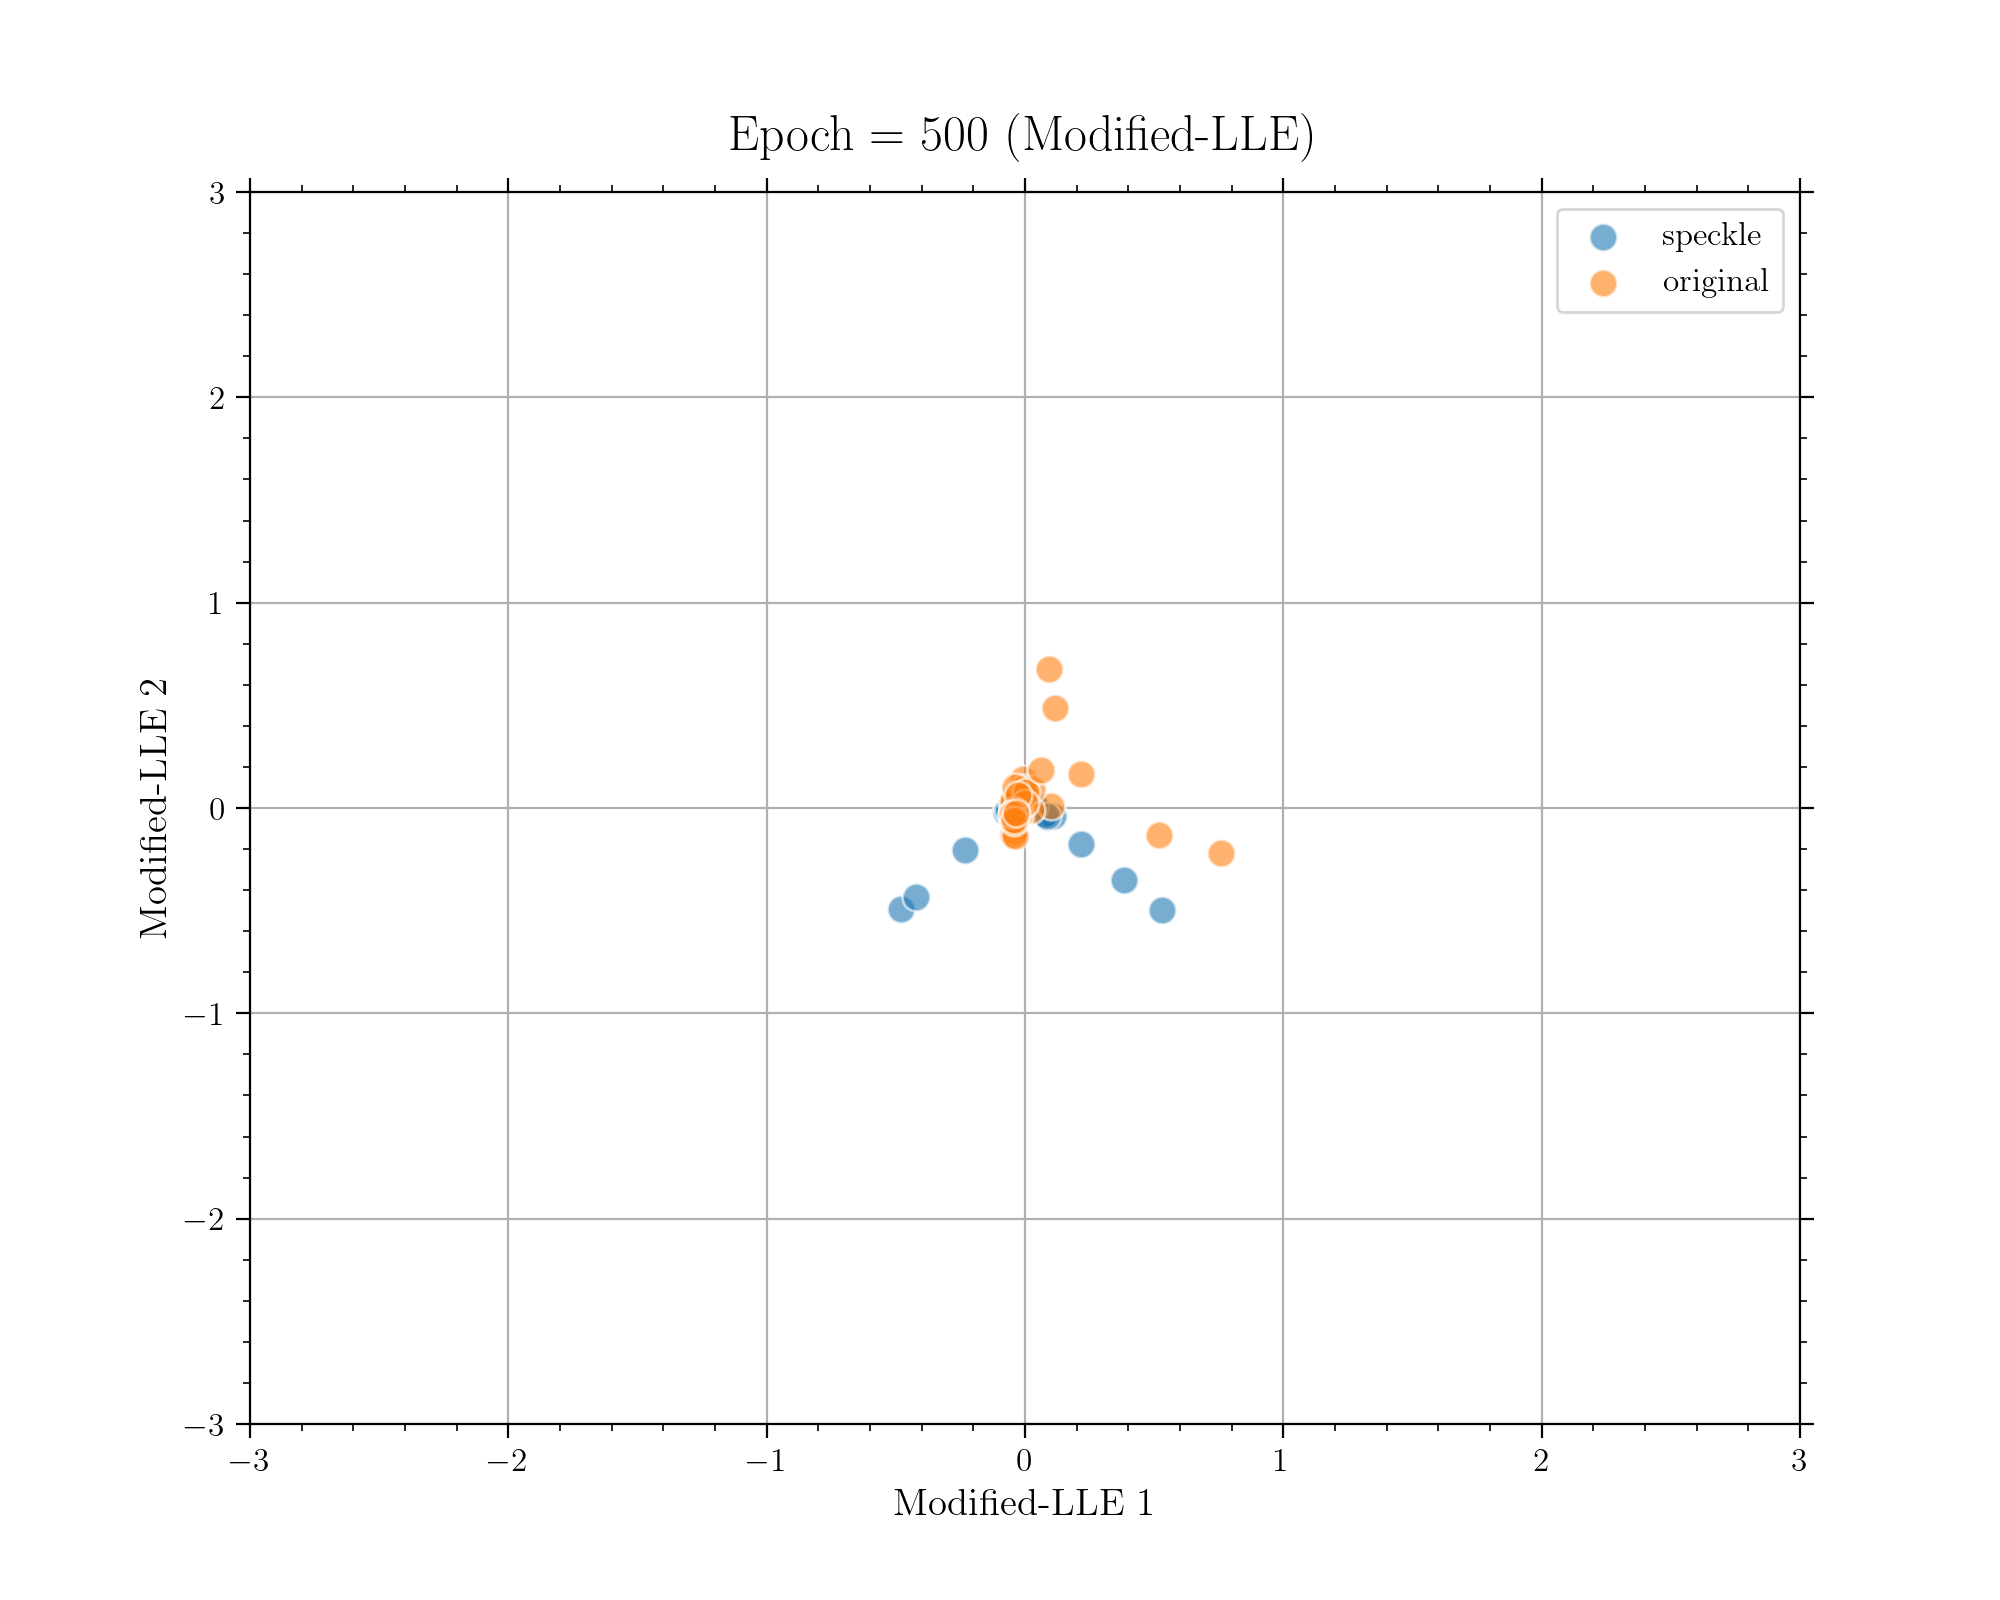 Epoch = 500 (Modified-LLE)
speckle
original
3
2
1
0
−1
−2
−3
Modified-LLE 2
−3
−2
−1
0
1
2
3
Modified-LLE 1